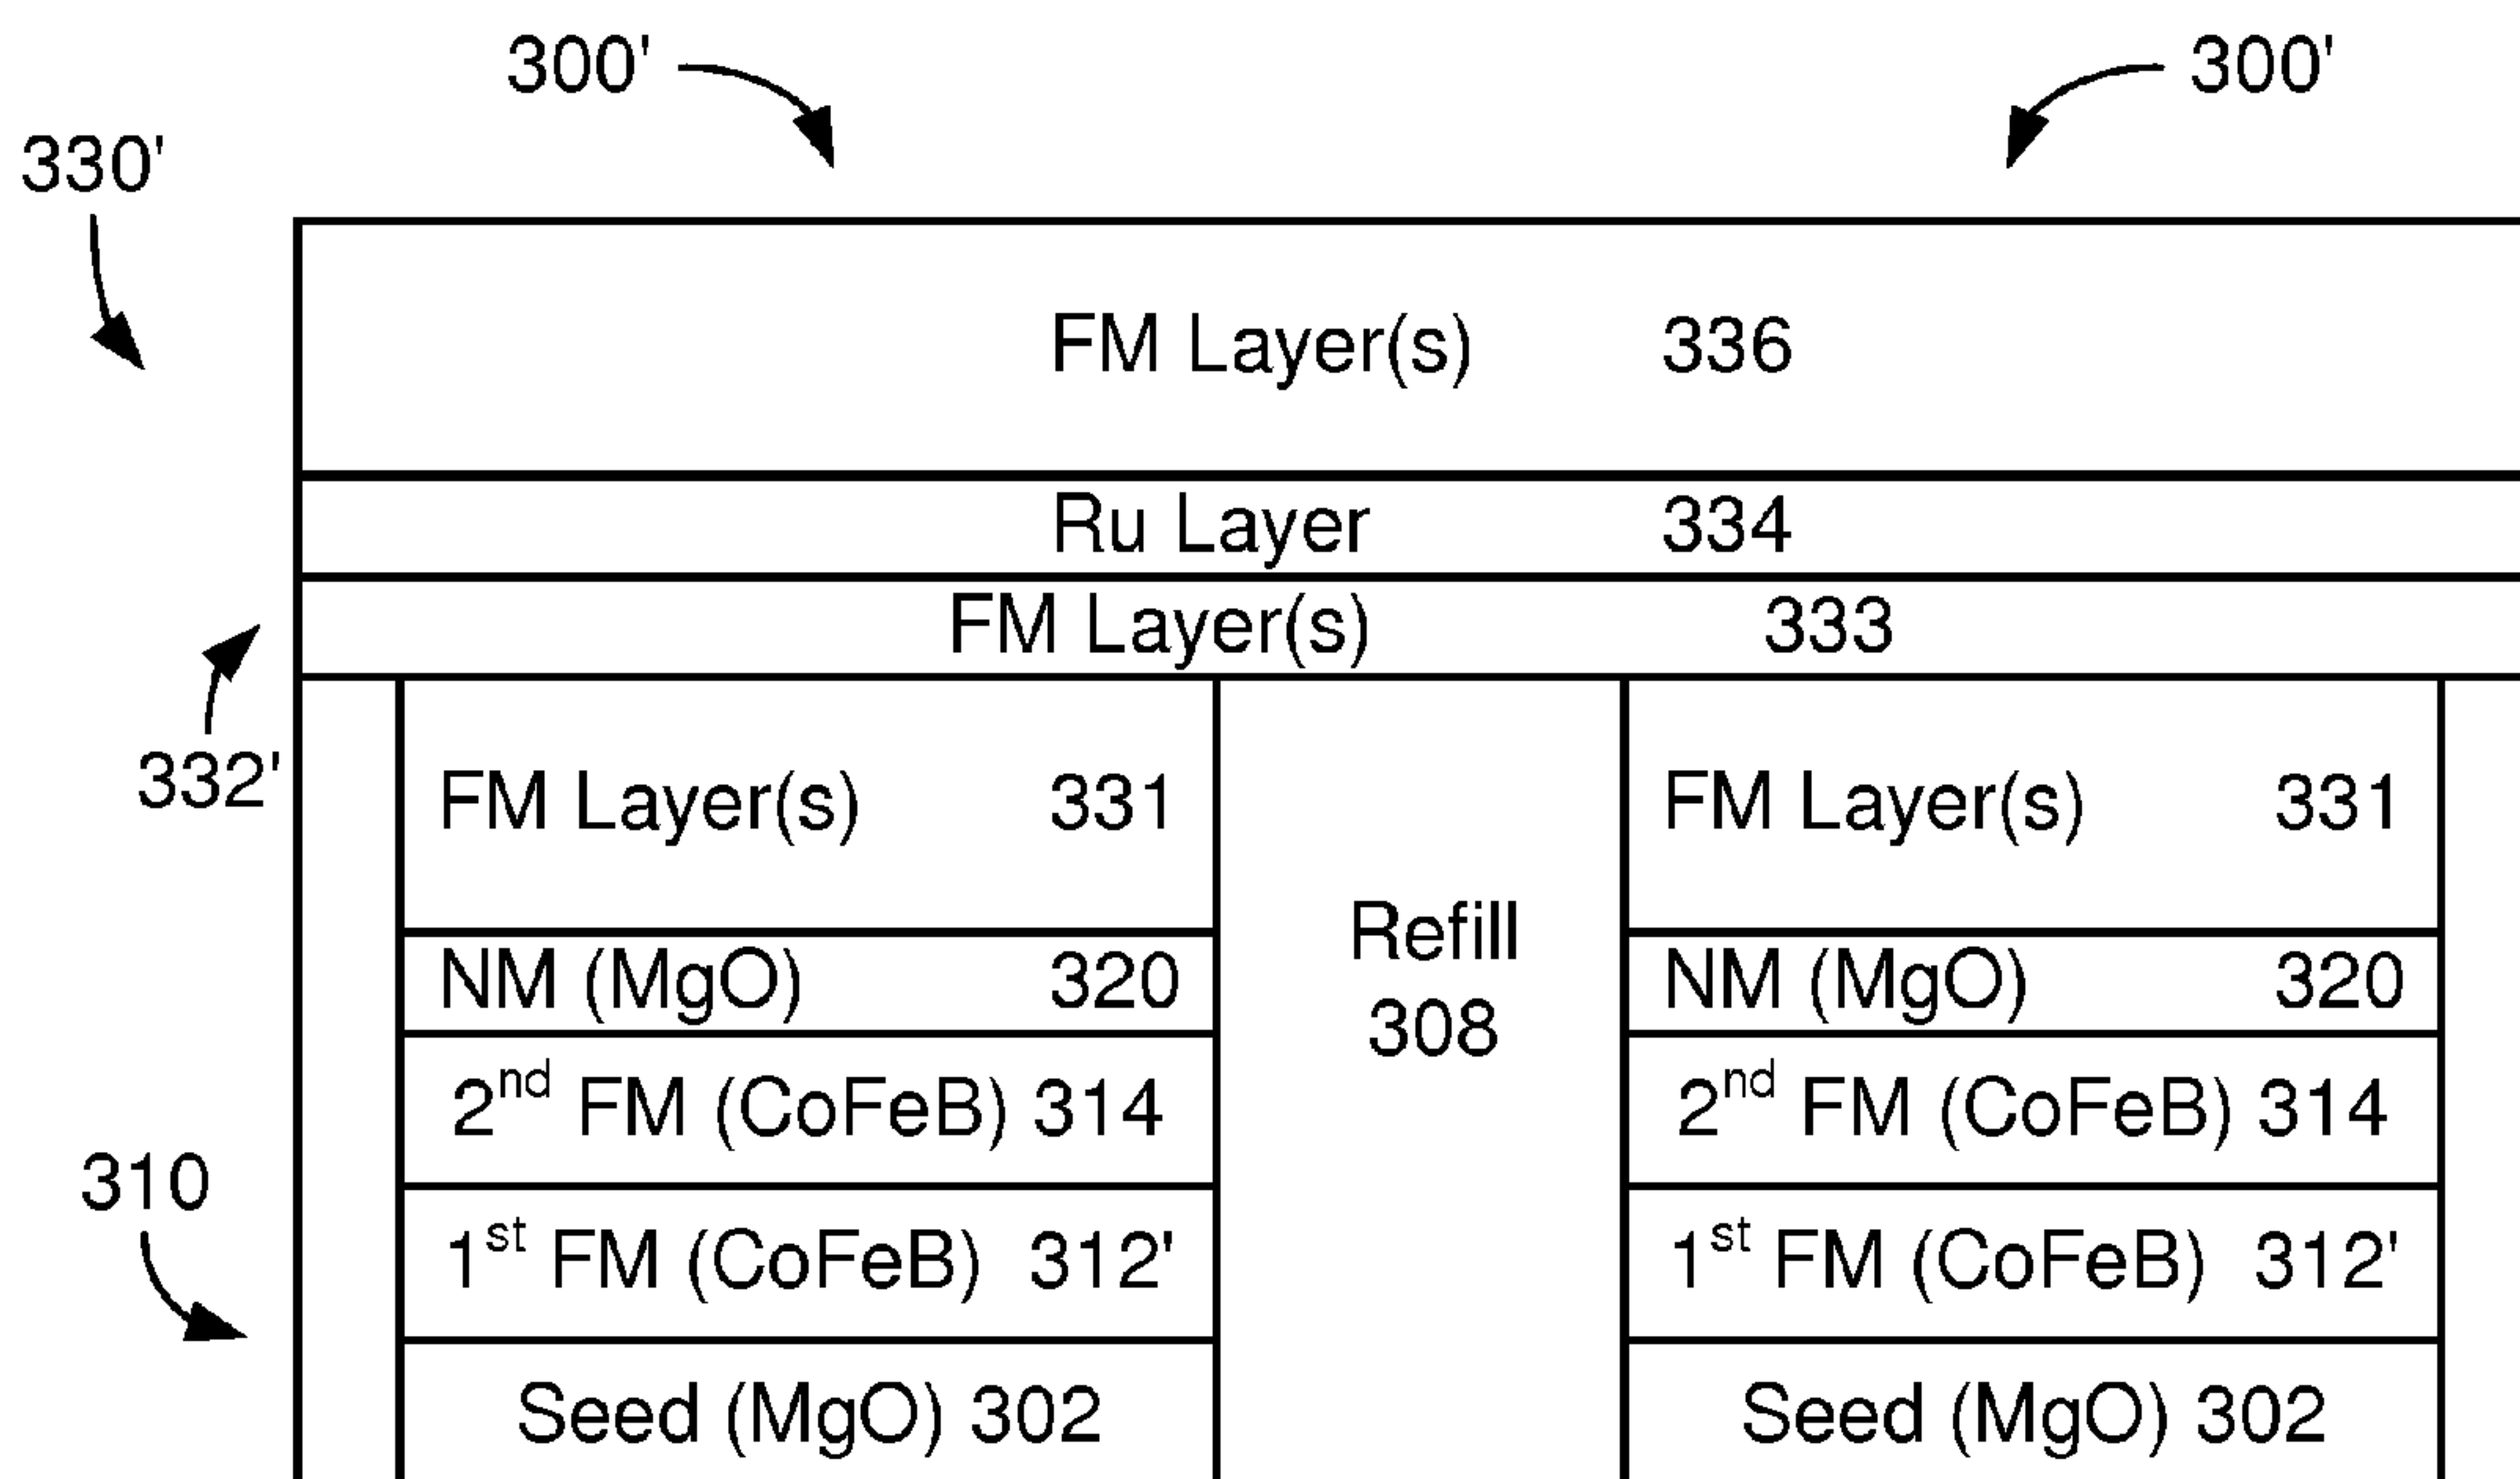 300' 300'
330'
FM Layer(s) 336
Ru Layer 334
FM Layer(s) 333
332'
FM Layer(s) 331 FM Layer(s) 331
Refill
NM (MgO) 320 NM (MgO) 320
308
2nd FM (CoFeB) 314 2nd FM (CoFeB) 314
310
1st FM (CoFeB) 312' 1st FM (CoFeB) 312'
Seed (MgO) 302 Seed (MgO) 302